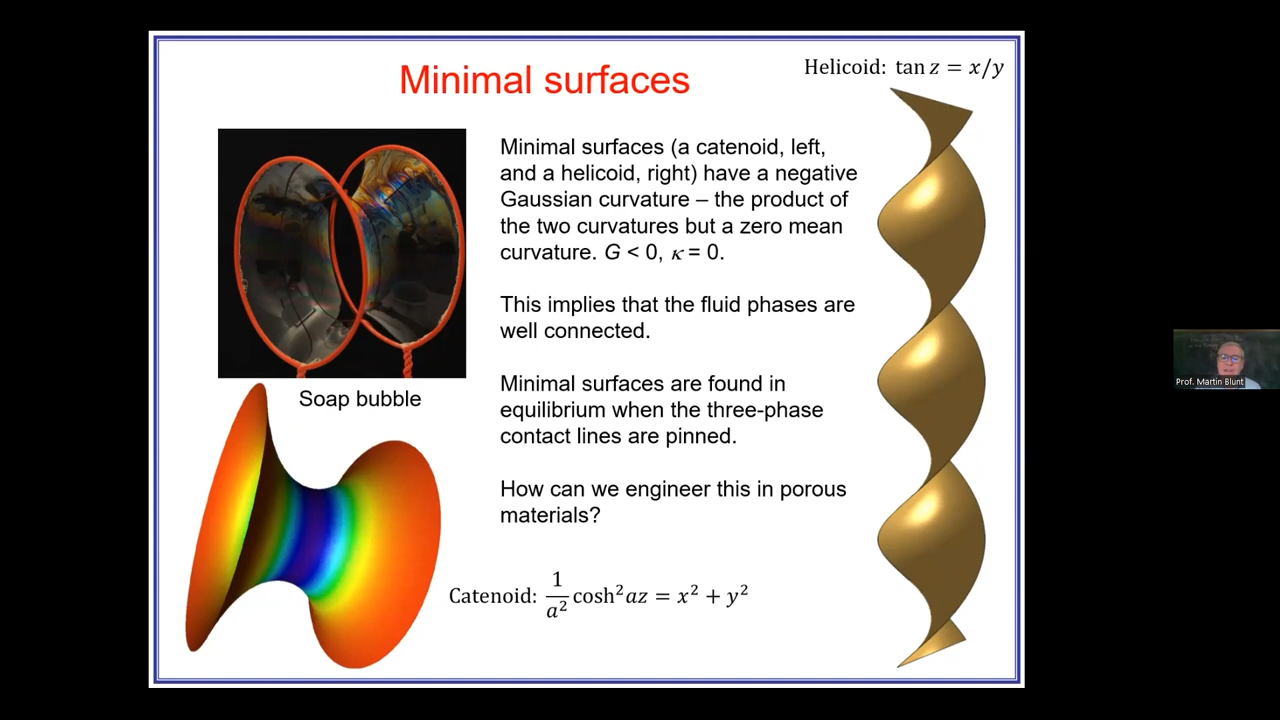 Minimal surfaces
Helicoid: tan z = x/y
Minimal surfaces (a catenoid, left,
and a helicoid, right) have a negative
Gaussian curvature – the product of
the two curvatures but a zero mean
curvature. G < 0, κ = 0.
This implies that the fluid phases are
well connected.
Minimal surfaces are found in
equilibrium when the three-phase
contact lines are pinned.
How can we engineer this in porous
materials?
Soap bubble
Catenoid: 1/a² cosh² az = x² + y²
Prof. Martin Blunt